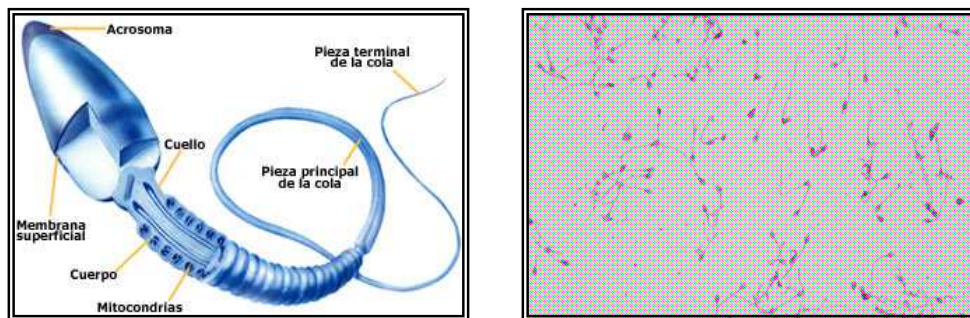 Acrosoma
Pieza terminal
de la cola
Cuello
Pieza principal
de la cola
Membrana
superficial
Cuerpo
Mitocondrias